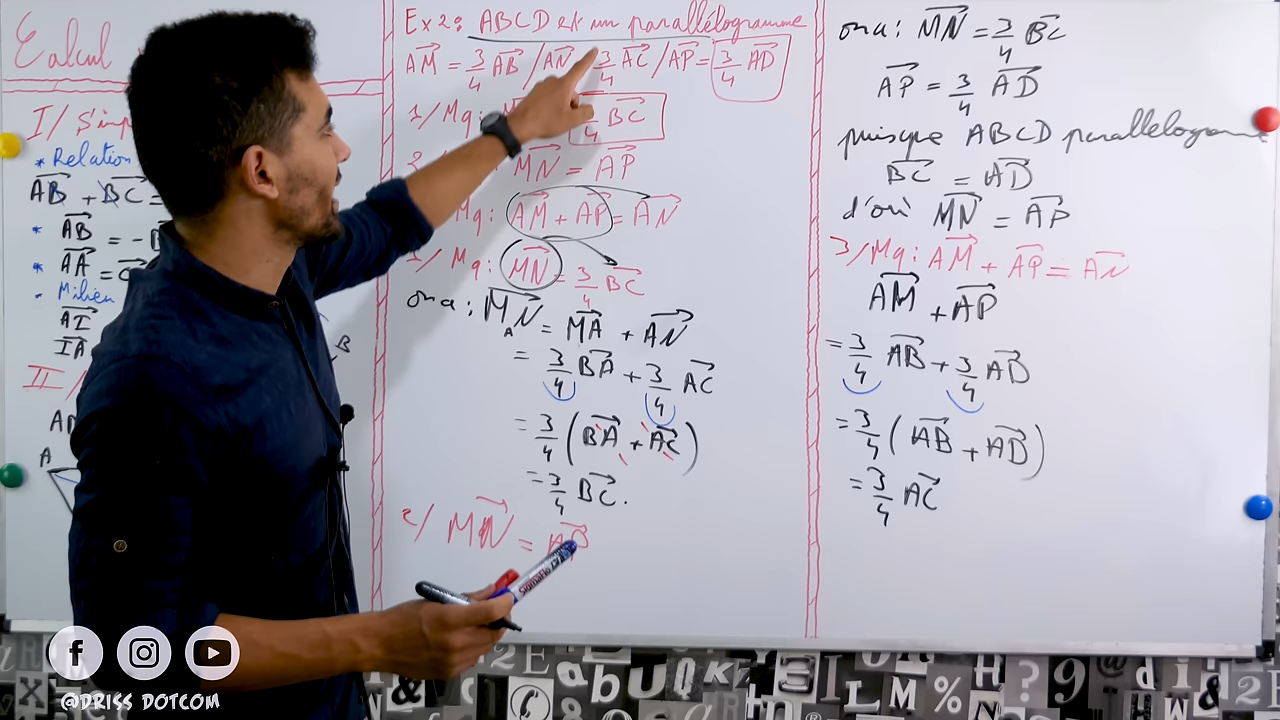 Calcul
I / Simp
* Relation
AB + BC =
* AB = -
* AA =
Milieu
AI
IA
II /
A
B
Ex 2: ABCD est un parallélogramme
AM = 3/4 AB / AN = 3/4 AC / AP = 3/4 AD
1/ Mq: 4 BC
MN = AP
Mq: AM + AP = AN
1/ Mq: MN = 3/4 BC
ona: MN = MA + AN
A
= 3/4 BA + 3/4 AC
= 3/4 (BA + AC)
= 3/4 BC.
2/ MN = AP
ona: MN = 3/4 BC
AP = 3/4 AD
puisque ABCD parallélogramme
BC = AD
d'où MN = AP
3/ Mq: AM + AP = AN
AM + AP
= 3/4 AB + 3/4 AD
= 3/4 (AB + AD)
= 3/4 AC
SigmaFlo
@DRISS DOTCOM